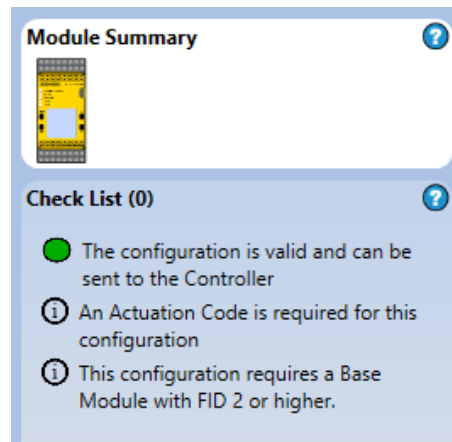 Module Summary
?
Check List (0)
?
The configuration is valid and can be
sent to the Controller
i An Actuation Code is required for this
configuration
i This configuration requires a Base
Module with FID 2 or higher.